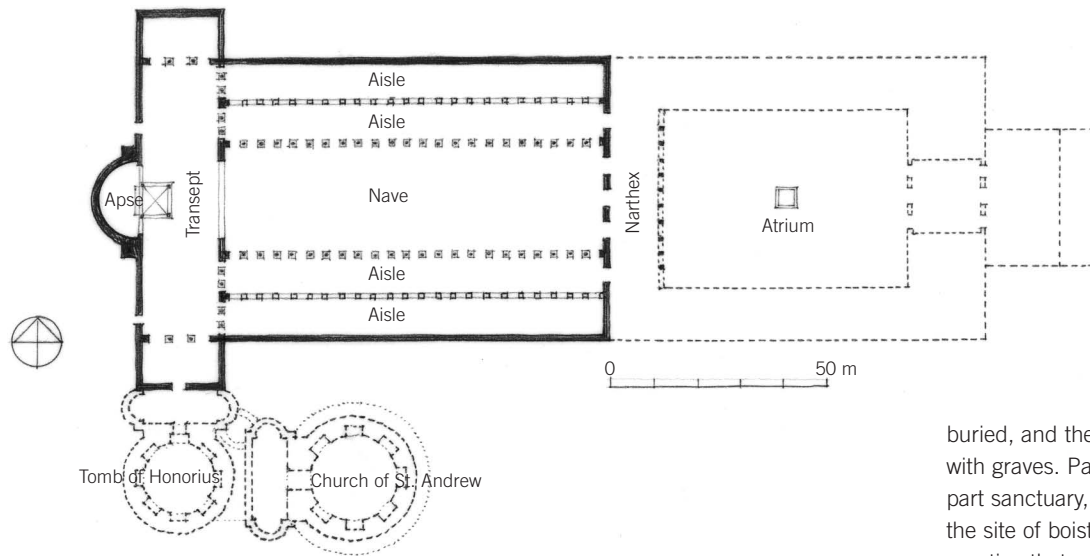 Aisle
Aisle
Apse
Transept
Nave
Narthex
Atrium
Aisle
Aisle
0 50 m
Tomb of Honorius
Church of St. Andrew
buried, and the
with graves. Pa
part sanctuary,
the site of boist